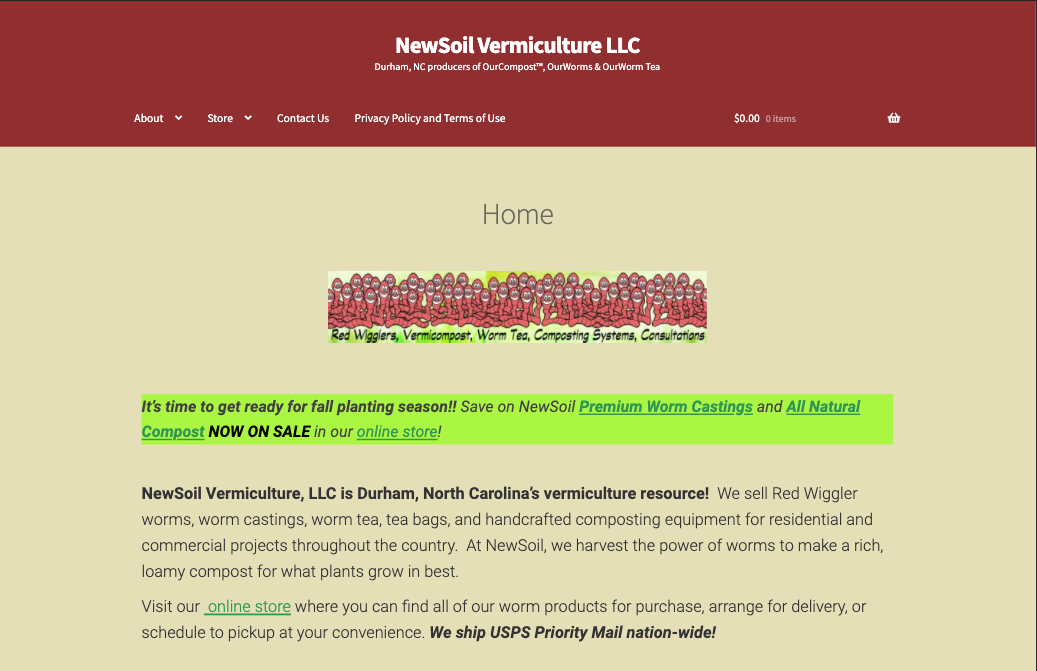 NewSoil Vermiculture LLC
Durham, NC producers of OurCompost™, OurWorms & OurWorm Tea
About Store Contact Us Privacy Policy and Terms of Use $0.00 0 items
Home
Red Wigglers, Vermicompost, Worm Tea, Composting Systems, Consultations
It's time to get ready for fall planting season!! Save on NewSoil Premium Worm Castings and All Natural
Compost NOW ON SALE in our online store!
NewSoil Vermiculture, LLC is Durham, North Carolina's vermiculture resource! We sell Red Wiggler
worms, worm castings, worm tea, tea bags, and handcrafted composting equipment for residential and
commercial projects throughout the country. At NewSoil, we harvest the power of worms to make a rich,
loamy compost for what plants grow in best.
Visit our online store where you can find all of our worm products for purchase, arrange for delivery, or
schedule to pickup at your convenience. We ship USPS Priority Mail nation-wide!